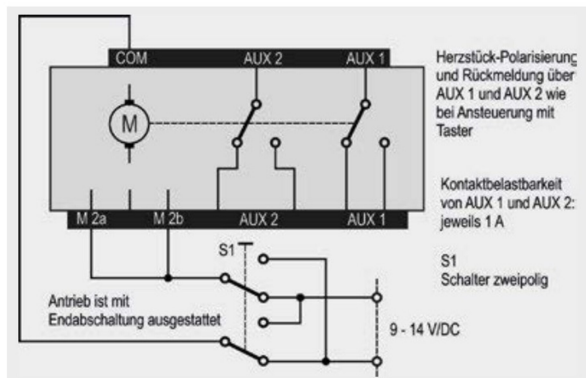 COM AUX 2 AUX 1
Herzstück-Polarisierung
und Rückmeldung über
AUX 1 und AUX 2 wie
bei Ansteuerung mit
Taster
M
Kontaktbelastbarkeit
von AUX 1 und AUX 2:
jeweils 1 A
M 2a M 2b AUX 2 AUX 1
S1
S1
Schalter zweipolig
Antrieb ist mit
Endabschaltung ausgestattet
9 - 14 V/DC